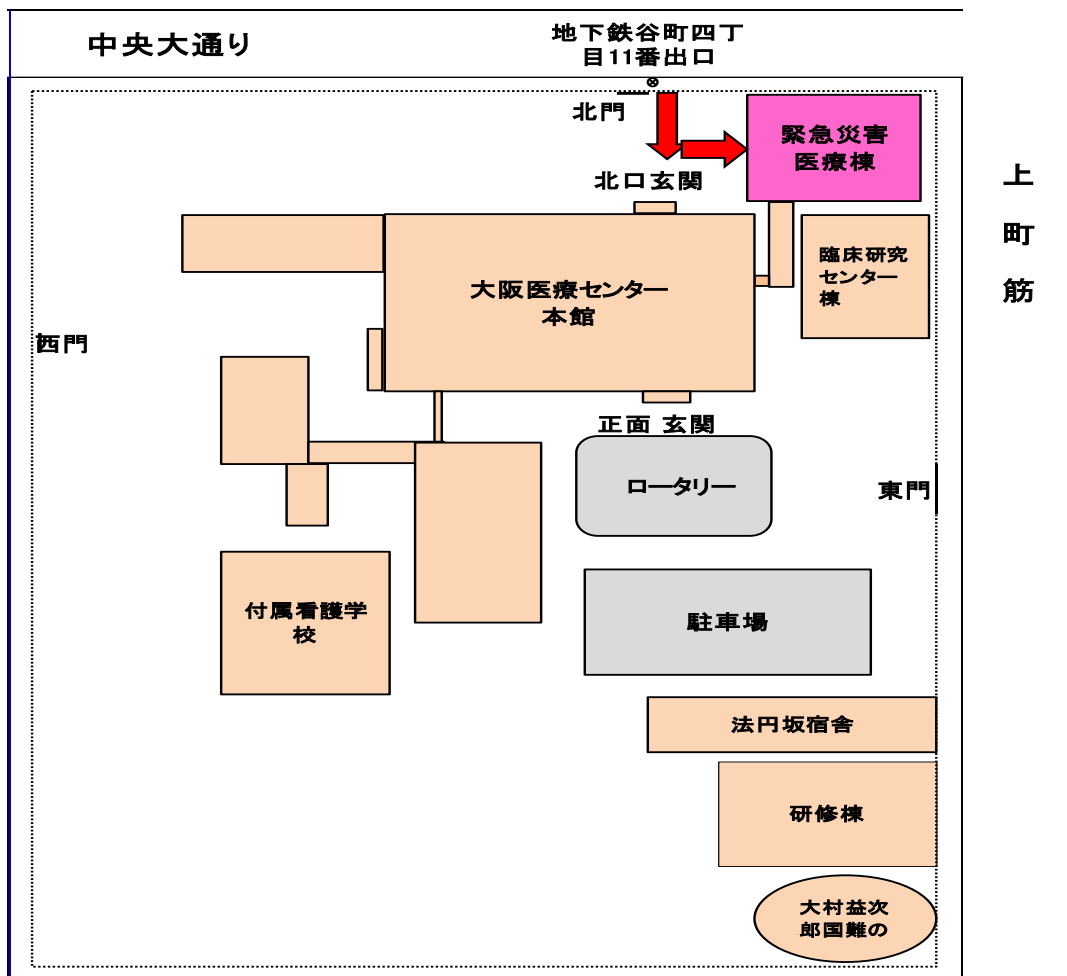 中央大通り
地下鉄谷町四丁
目11番出口
北門
緊急災害
医療棟
上
町
筋
北口玄関
臨床研究
センター
棟
大阪医療センター
本館
西門
正面 玄関
ロータリー
東門
付属看護学
校
駐車場
法円坂宿舎
研修棟
大村益次
郎国難の